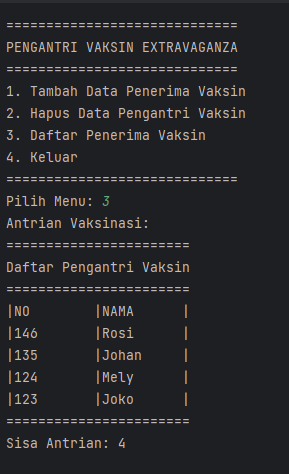 =============================
PENGANTRI VAKSIN EXTRAVAGANZA
=============================
1. Tambah Data Penerima Vaksin
2. Hapus Data Pengantri Vaksin
3. Daftar Penerima Vaksin
4. Keluar
=============================
Pilih Menu: 3
Antrian Vaksinasi:
=======================
Daftar Pengantri Vaksin
=======================
|NO        |NAMA      |
|146       |Rosi      |
|135       |Johan     |
|124       |Mely      |
|123       |Joko      |
=======================
Sisa Antrian: 4